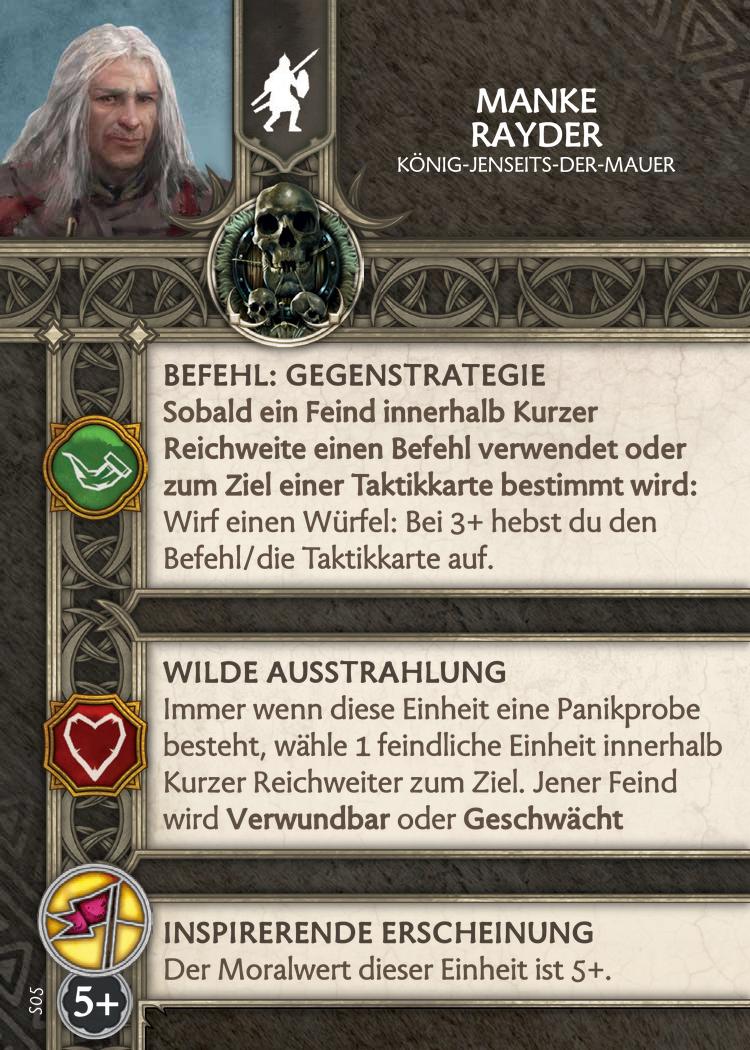 MANKE
RAYDER
KÖNIG-JENSEITS-DER-MAUER
BEFEHL: GEGENSTRATEGIE
Sobald ein Feind innerhalb Kurzer
Reichweite einen Befehl verwendet oder
zum Ziel einer Taktikkarte bestimmt wird:
Wirf einen Würfel: Bei 3+ hebst du den
Befehl/die Taktikkarte auf.
WILDE AUSSTRAHLUNG
Immer wenn diese Einheit eine Panikprobe
besteht, wähle 1 feindliche Einheit innerhalb
Kurzer Reichweiter zum Ziel. Jener Feind
wird Verwundbar oder Geschwächt
INSPIRERENDE ERSCHEINUNG
Der Moralwert dieser Einheit ist 5+.
S05
5+